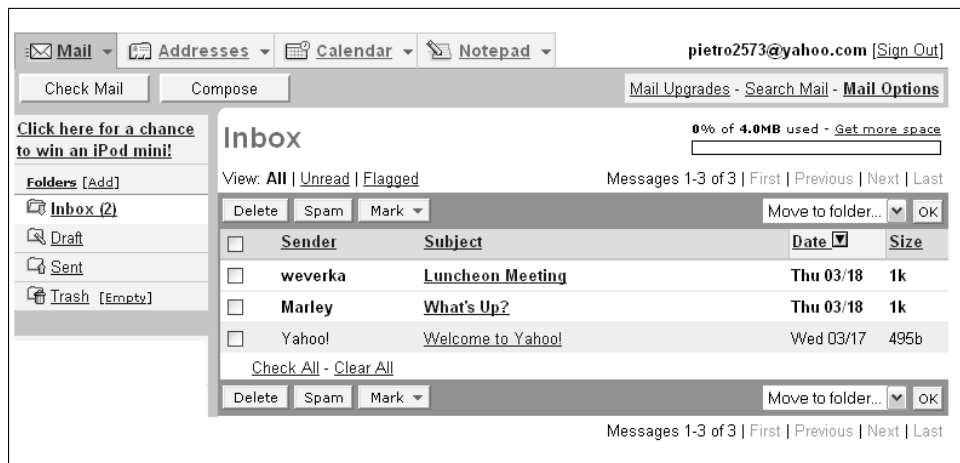 Mail Addresses Calendar Notepad pietro2573@yahoo.com [Sign Out]
Check Mail Compose Mail Upgrades - Search Mail - Mail Options
Click here for a chance
to win an iPod mini!
Folders [Add]
Inbox (2)
Draft
Sent
Trash [Empty]
Inbox 0% of 4.0MB used - Get more space
View: All | Unread | Flagged Messages 1-3 of 3 | First | Previous | Next | Last
Delete Spam Mark Move to folder... OK
Sender Subject Date Size
weverka Luncheon Meeting Thu 03/18 1k
Marley What's Up? Thu 03/18 1k
Yahoo! Welcome to Yahoo! Wed 03/17 495b
Check All - Clear All
Delete Spam Mark Move to folder... OK
Messages 1-3 of 3 | First | Previous | Next | Last